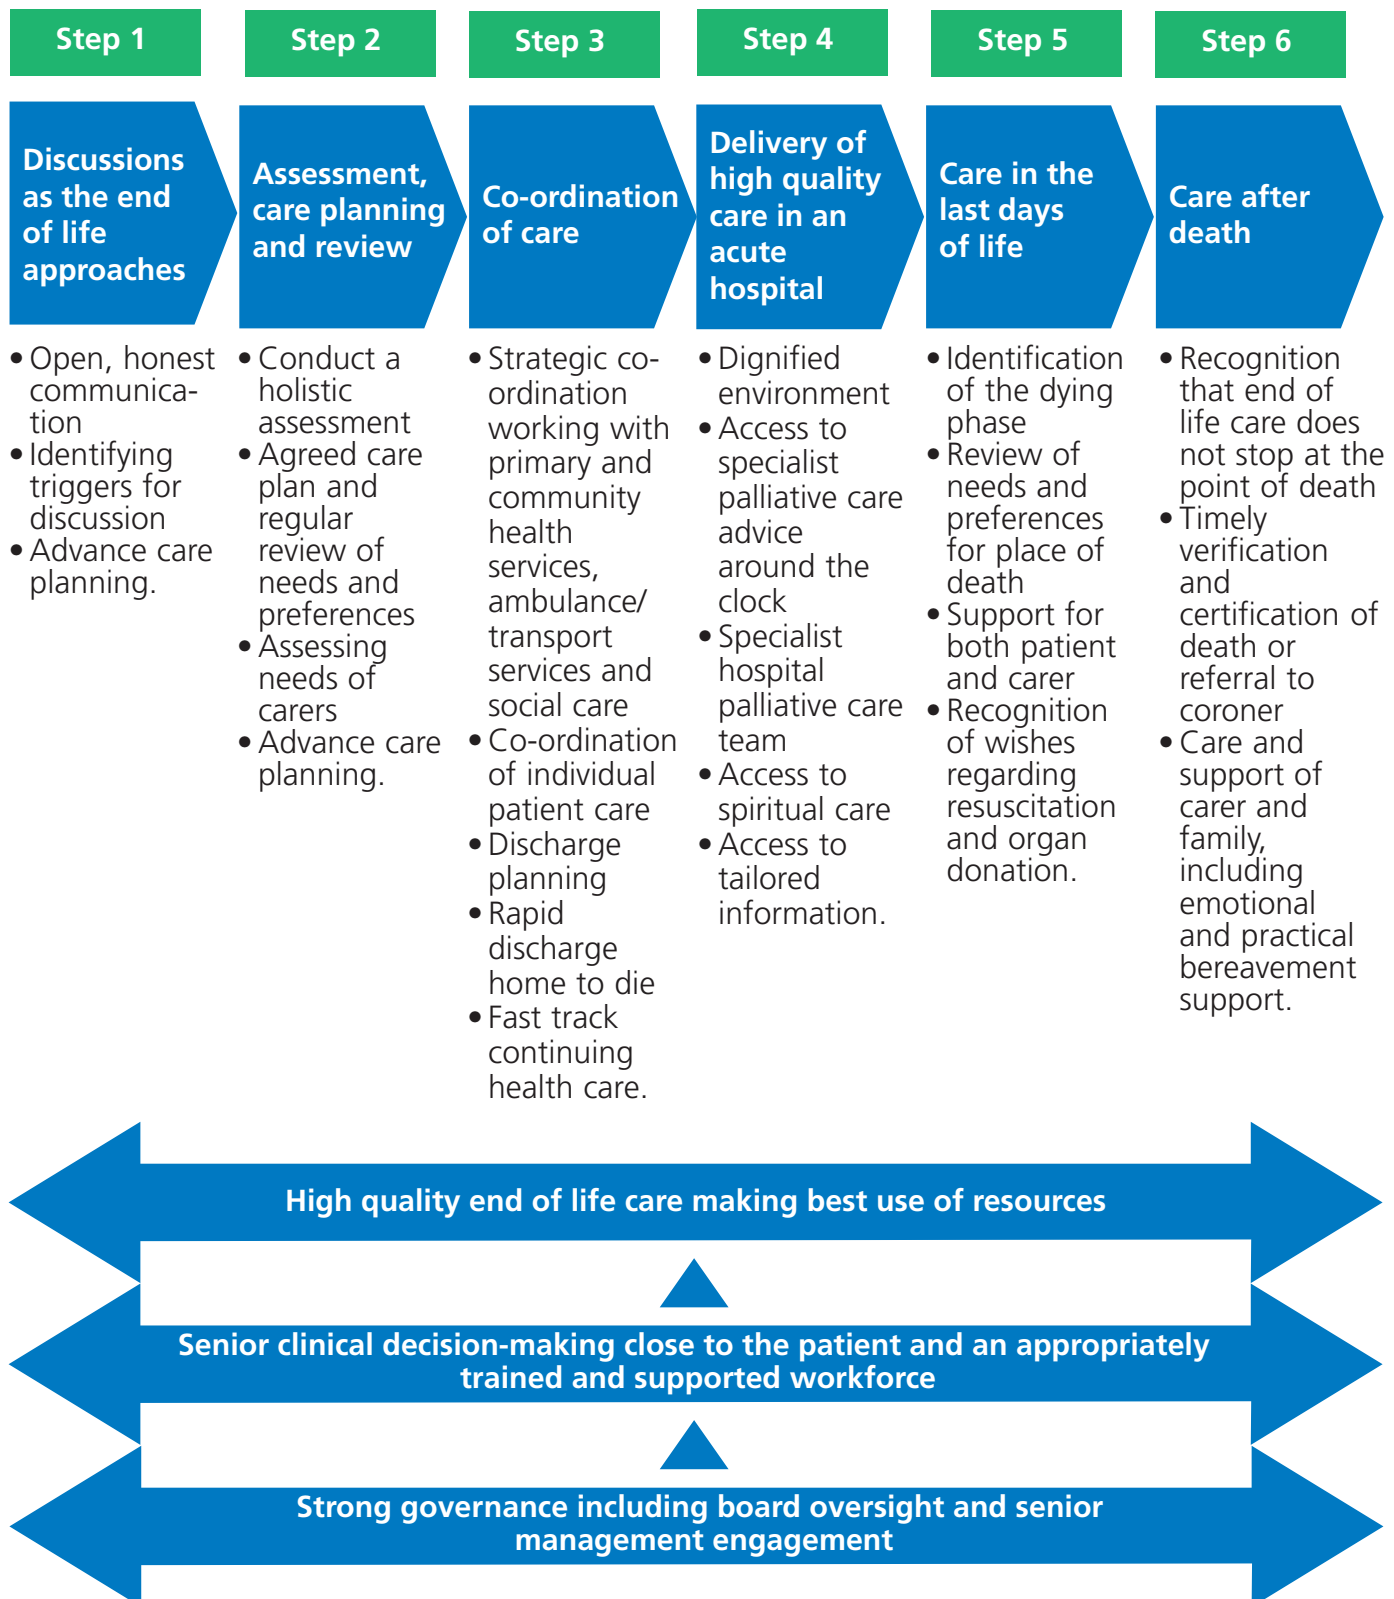 Step 1
Discussions
as the end
of life
approaches
• Open, honest
communica-
tion
• Identifying
triggers for
discussion
• Advance care
planning.
Step 2
Assessment,
care planning
and review
• Conduct a
holistic
assessment
• Agreed care
plan and
regular
review of
needs and
preferences
• Assessing
needs of
carers
• Advance care
planning.
Step 3
Co-ordination
of care
• Strategic co-
ordination
working with
primary and
community
health
services,
ambulance/
transport
services and
social care
• Co-ordination
of individual
patient care
• Discharge
planning
• Rapid
discharge
home to die
• Fast track
continuing
health care.
Step 4
Delivery of
high quality
care in an
acute
hospital
• Dignified
environment
• Access to
specialist
palliative care
advice
around the
clock
• Specialist
hospital
palliative care
team
• Access to
spiritual care
• Access to
tailored
information.
Step 5
Care in the
last days
of life
• Identification
of the dying
phase
• Review of
needs and
preferences
for place of
death
• Support for
both patient
and carer
• Recognition
of wishes
regarding
resuscitation
and organ
donation.
Step 6
Care after
death
• Recognition
that end of
life care does
not stop at the
point of death
• Timely
verification
and
certification of
death or
referral to
coroner
• Care and
support of
carer and
family,
including
emotional
and practical
bereavement
support.
High quality end of life care making best use of resources
Senior clinical decision-making close to the patient and an appropriately
trained and supported workforce
Strong governance including board oversight and senior
management engagement